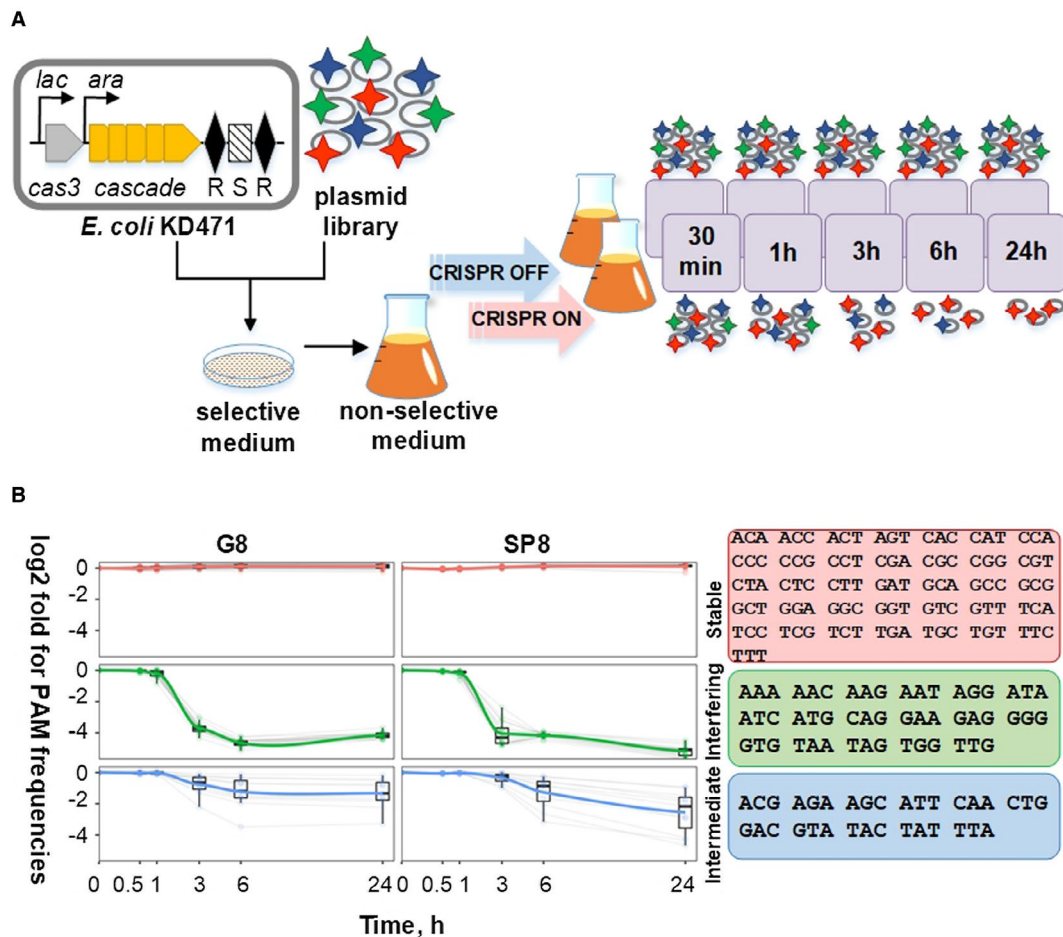 A
lac ara
cas3 cascade R S R
E. coli KD471
plasmid
library
selective
medium
non-selective
medium
CRISPR OFF
CRISPR ON
30
min
1h
3h
6h
24h
B
log2 fold for PAM frequencies
G8
SP8
0
-2
-4
0
-2
-4
0
-2
-4
0 0.5 1 3 6 24
0 0.5 1 3 6 24
Time, h
Stable
ACA ACC ACT AGT CAC CAT CCA
CCC CCG CCT CGA CGC CGG CGT
CTA CTC CTT GAT GCA GCC GCG
GCT GGA GGC GGT GTC GTT TCA
TCC TCG TCT TGA TGC TGT TTC
TTT
Interfering
AAA AAC AAG AAT AGG ATA
ATC ATG CAG GAA GAG GGG
GTG TAA TAG TGG TTG
Intermediate
ACG AGA AGC ATT CAA CTG
GAC GTA TAC TAT TTA